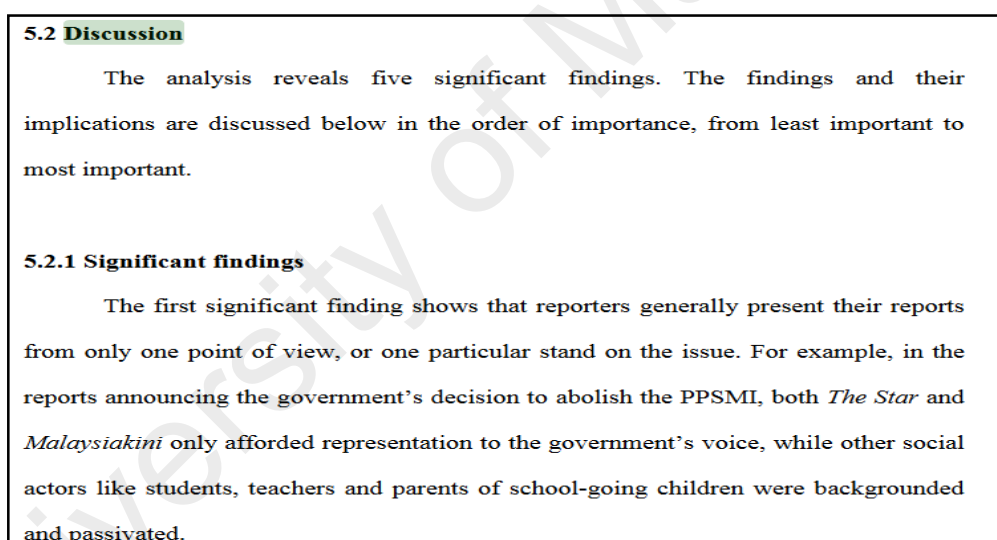 5.2 Discussion
The analysis reveals five significant findings. The findings and their
implications are discussed below in the order of importance, from least important to
most important.
5.2.1 Significant findings
The first significant finding shows that reporters generally present their reports
from only one point of view, or one particular stand on the issue. For example, in the
reports announcing the government's decision to abolish the PPSMI, both The Star and
Malaysiakini only afforded representation to the government's voice, while other social
actors like students, teachers and parents of school-going children were backgrounded
and passivated.